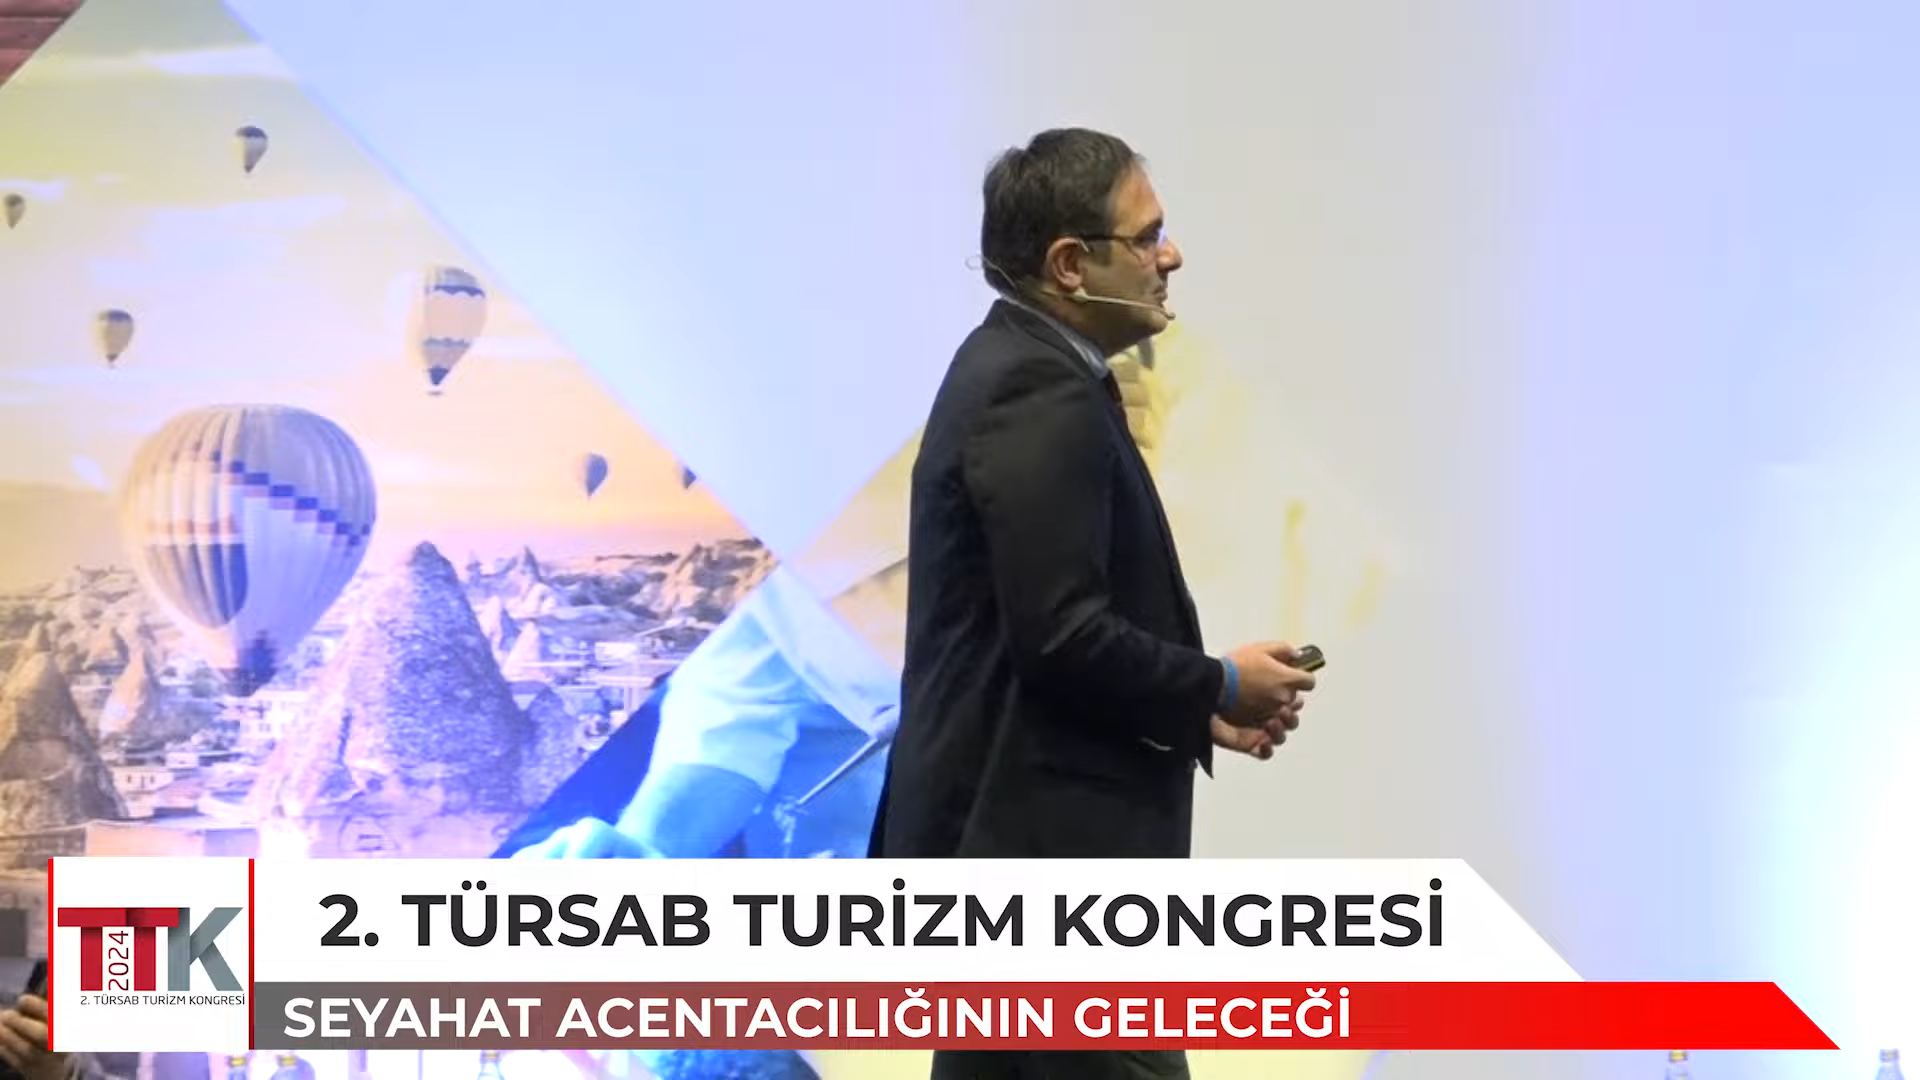 2. TÜRSAB TURİZM KONGRESİ
TTK
2024
2. TÜRSAB TURİZM KONGRESİ
SEYAHAT ACENTACILIĞININ GELECEĞİ